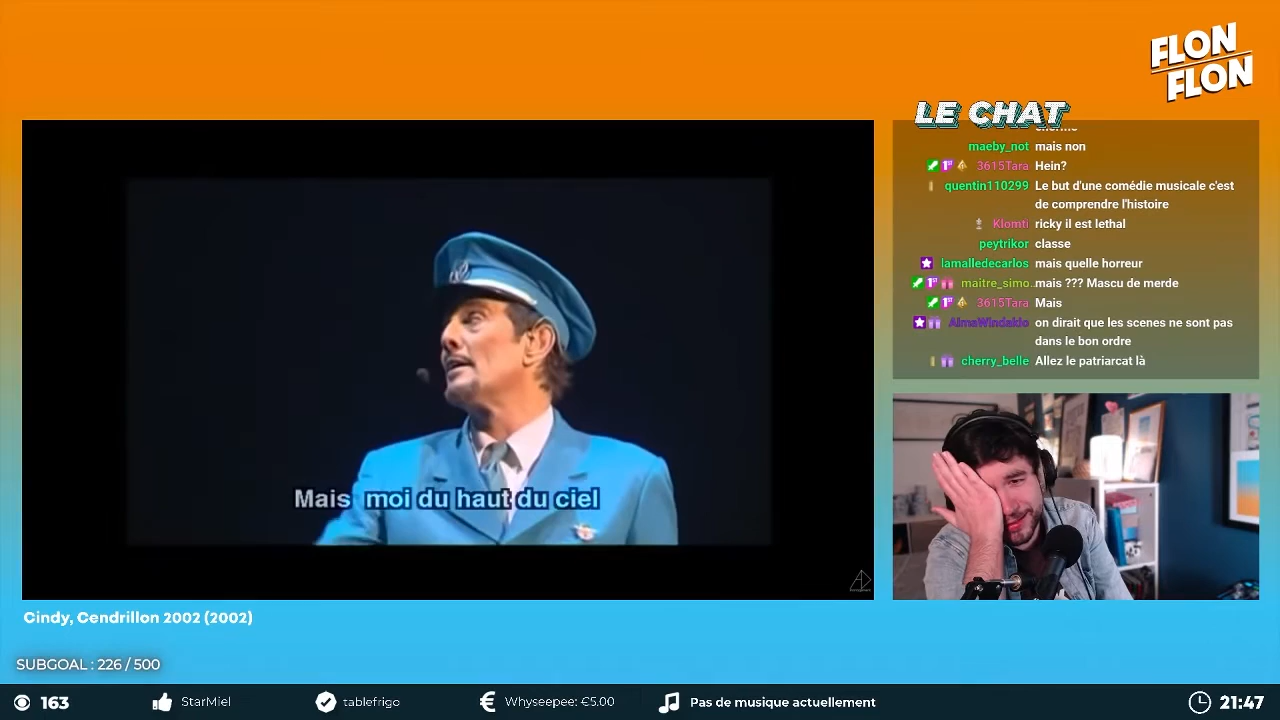 FLON
FLON
LE CHAT
maeby_not mais non
3615Tara Hein?
quentin110299 Le but d'une comédie musicale c'est
de comprendre l'histoire
Klomti ricky il est lethal
peytrikor classe
lamalledecarlos mais quelle horreur
maitre_simo.. mais ??? Mascu de merde
3615Tara Mais
AlmaWindaklo on dirait que les scenes ne sont pas
dans le bon ordre
cherry_belle Allez le patriarcat là
Mais moi du haut du ciel
Cindy, Cendrillon 2002 (2002)
SUBGOAL : 226 / 500
163 StarMiel tablefrigo € Whyseepee: €5.00 Pas de musique actuellement 21:47